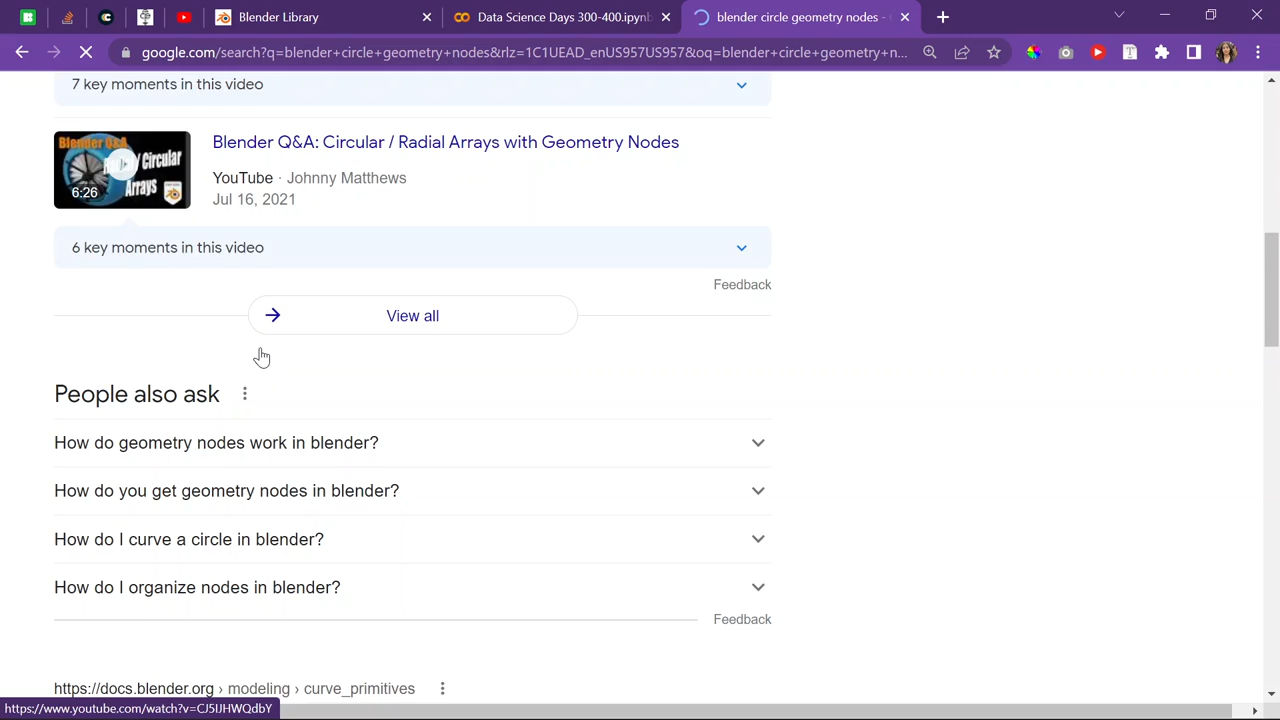 Blender Library
Data Science Days 300-400.ipynb
blender circle geometry nodes -
google.com/search?q=blender+circle+geometry+nodes&rlz=1C1UEAD_enUS957US957&oq=blender+circle+geometry+n...
7 key moments in this video
Blender Q&A
6:26
/ Circular
Arrays
Blender Q&A: Circular / Radial Arrays with Geometry Nodes
YouTube · Johnny Matthews
Jul 16, 2021
6 key moments in this video
Feedback
View all
People also ask
How do geometry nodes work in blender?
How do you get geometry nodes in blender?
How do I curve a circle in blender?
How do I organize nodes in blender?
Feedback
https://docs.blender.org › modeling › curve_primitives
https://www.youtube.com/watch?v=CJ5IJHWQdbY